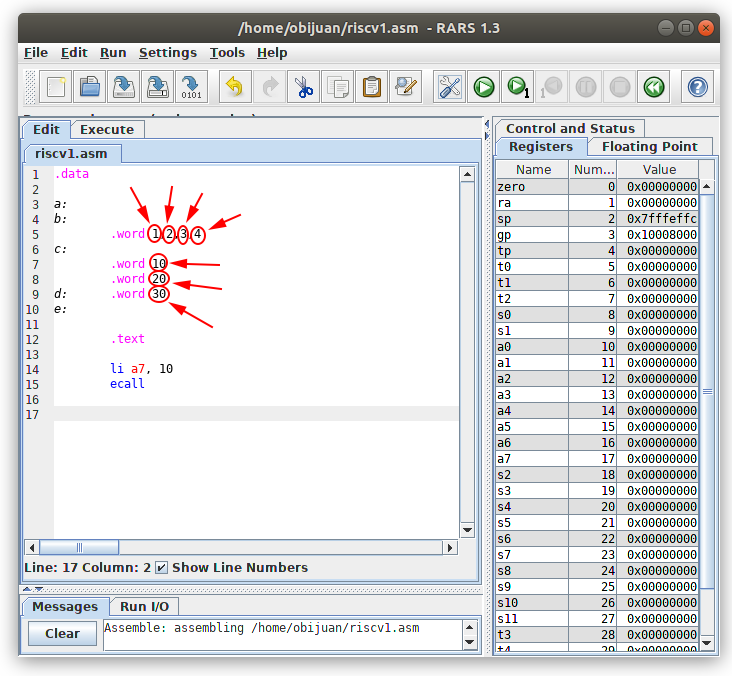 /home/obijuan/riscv1.asm - RARS 1.3
File Edit Run Settings Tools Help
Edit Execute
riscv1.asm
1 .data
2
3 a:
4 b:
5 .word 1,2,3,4
6 c:
7 .word 10
8 .word 20
9 d: .word 30
10 e:
11
12 .text
13
14 li a7, 10
15 ecall
16
17
Line: 17 Column: 2 Show Line Numbers
Messages Run I/O
Clear
Assemble: assembling /home/obijuan/riscv1.asm
Control and Status
Registers Floating Point
Name Num... Value
zero 0 0x00000000
ra 1 0x00000000
sp 2 0x7fffeffc
gp 3 0x10008000
tp 4 0x00000000
t0 5 0x00000000
t1 6 0x00000000
t2 7 0x00000000
s0 8 0x00000000
s1 9 0x00000000
a0 10 0x00000000
a1 11 0x00000000
a2 12 0x00000000
a3 13 0x00000000
a4 14 0x00000000
a5 15 0x00000000
a6 16 0x00000000
a7 17 0x00000000
s2 18 0x00000000
s3 19 0x00000000
s4 20 0x00000000
s5 21 0x00000000
s6 22 0x00000000
s7 23 0x00000000
s8 24 0x00000000
s9 25 0x00000000
s10 26 0x00000000
s11 27 0x00000000
t3 28 0x00000000
t4 29 0x00000000